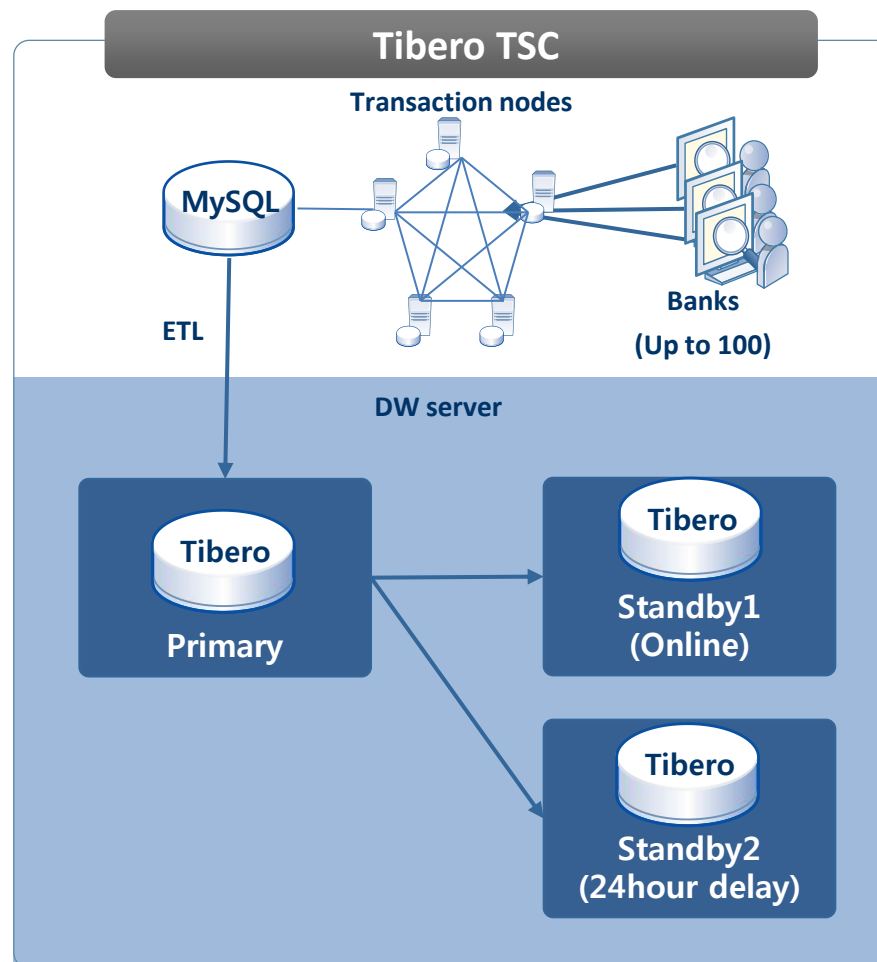 Tibero TSC
Transaction nodes
MySQL
Banks
(Up to 100)
ETL
DW server
Tibero
Primary
Tibero
Standby1
(Online)
Tibero
Standby2
(24hour delay)